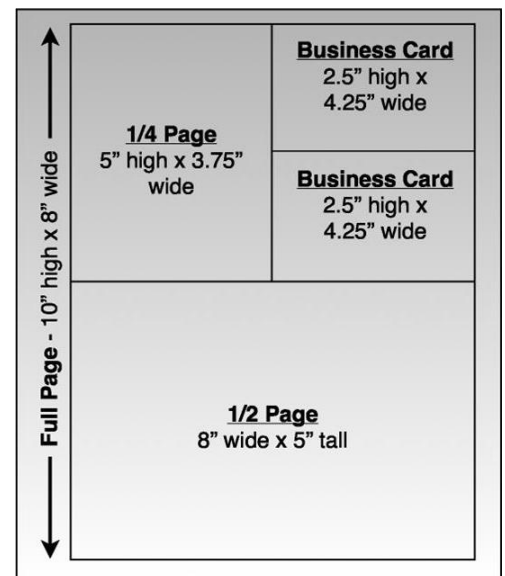 Full Page - 10” high x 8” wide
1/4 Page
5” high x 3.75”
wide
Business Card
2.5” high x
4.25” wide
Business Card
2.5” high x
4.25” wide
1/2 Page
8” wide x 5” tall